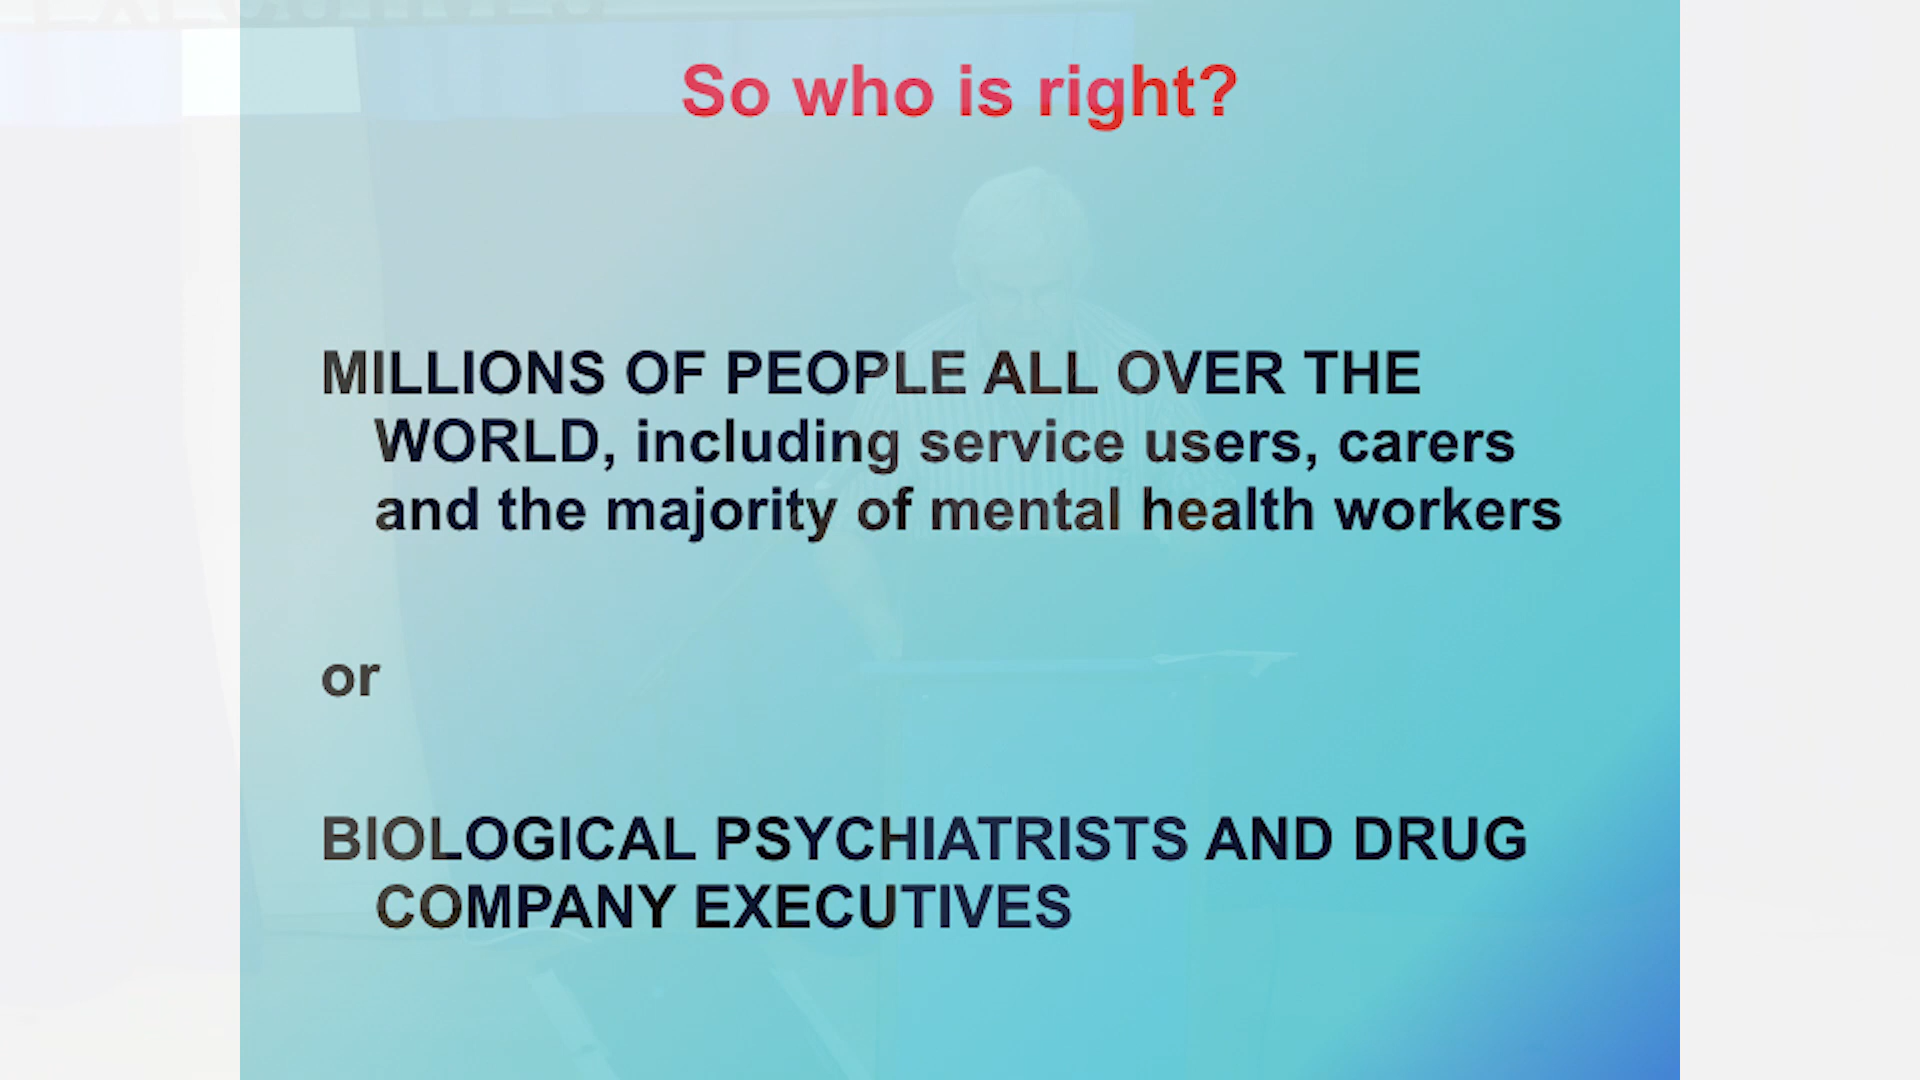 EXECUTIVES
So who is right?
MILLIONS OF PEOPLE ALL OVER THE
WORLD, including service users, carers
and the majority of mental health workers
or
BIOLOGICAL PSYCHIATRISTS AND DRUG
COMPANY EXECUTIVES